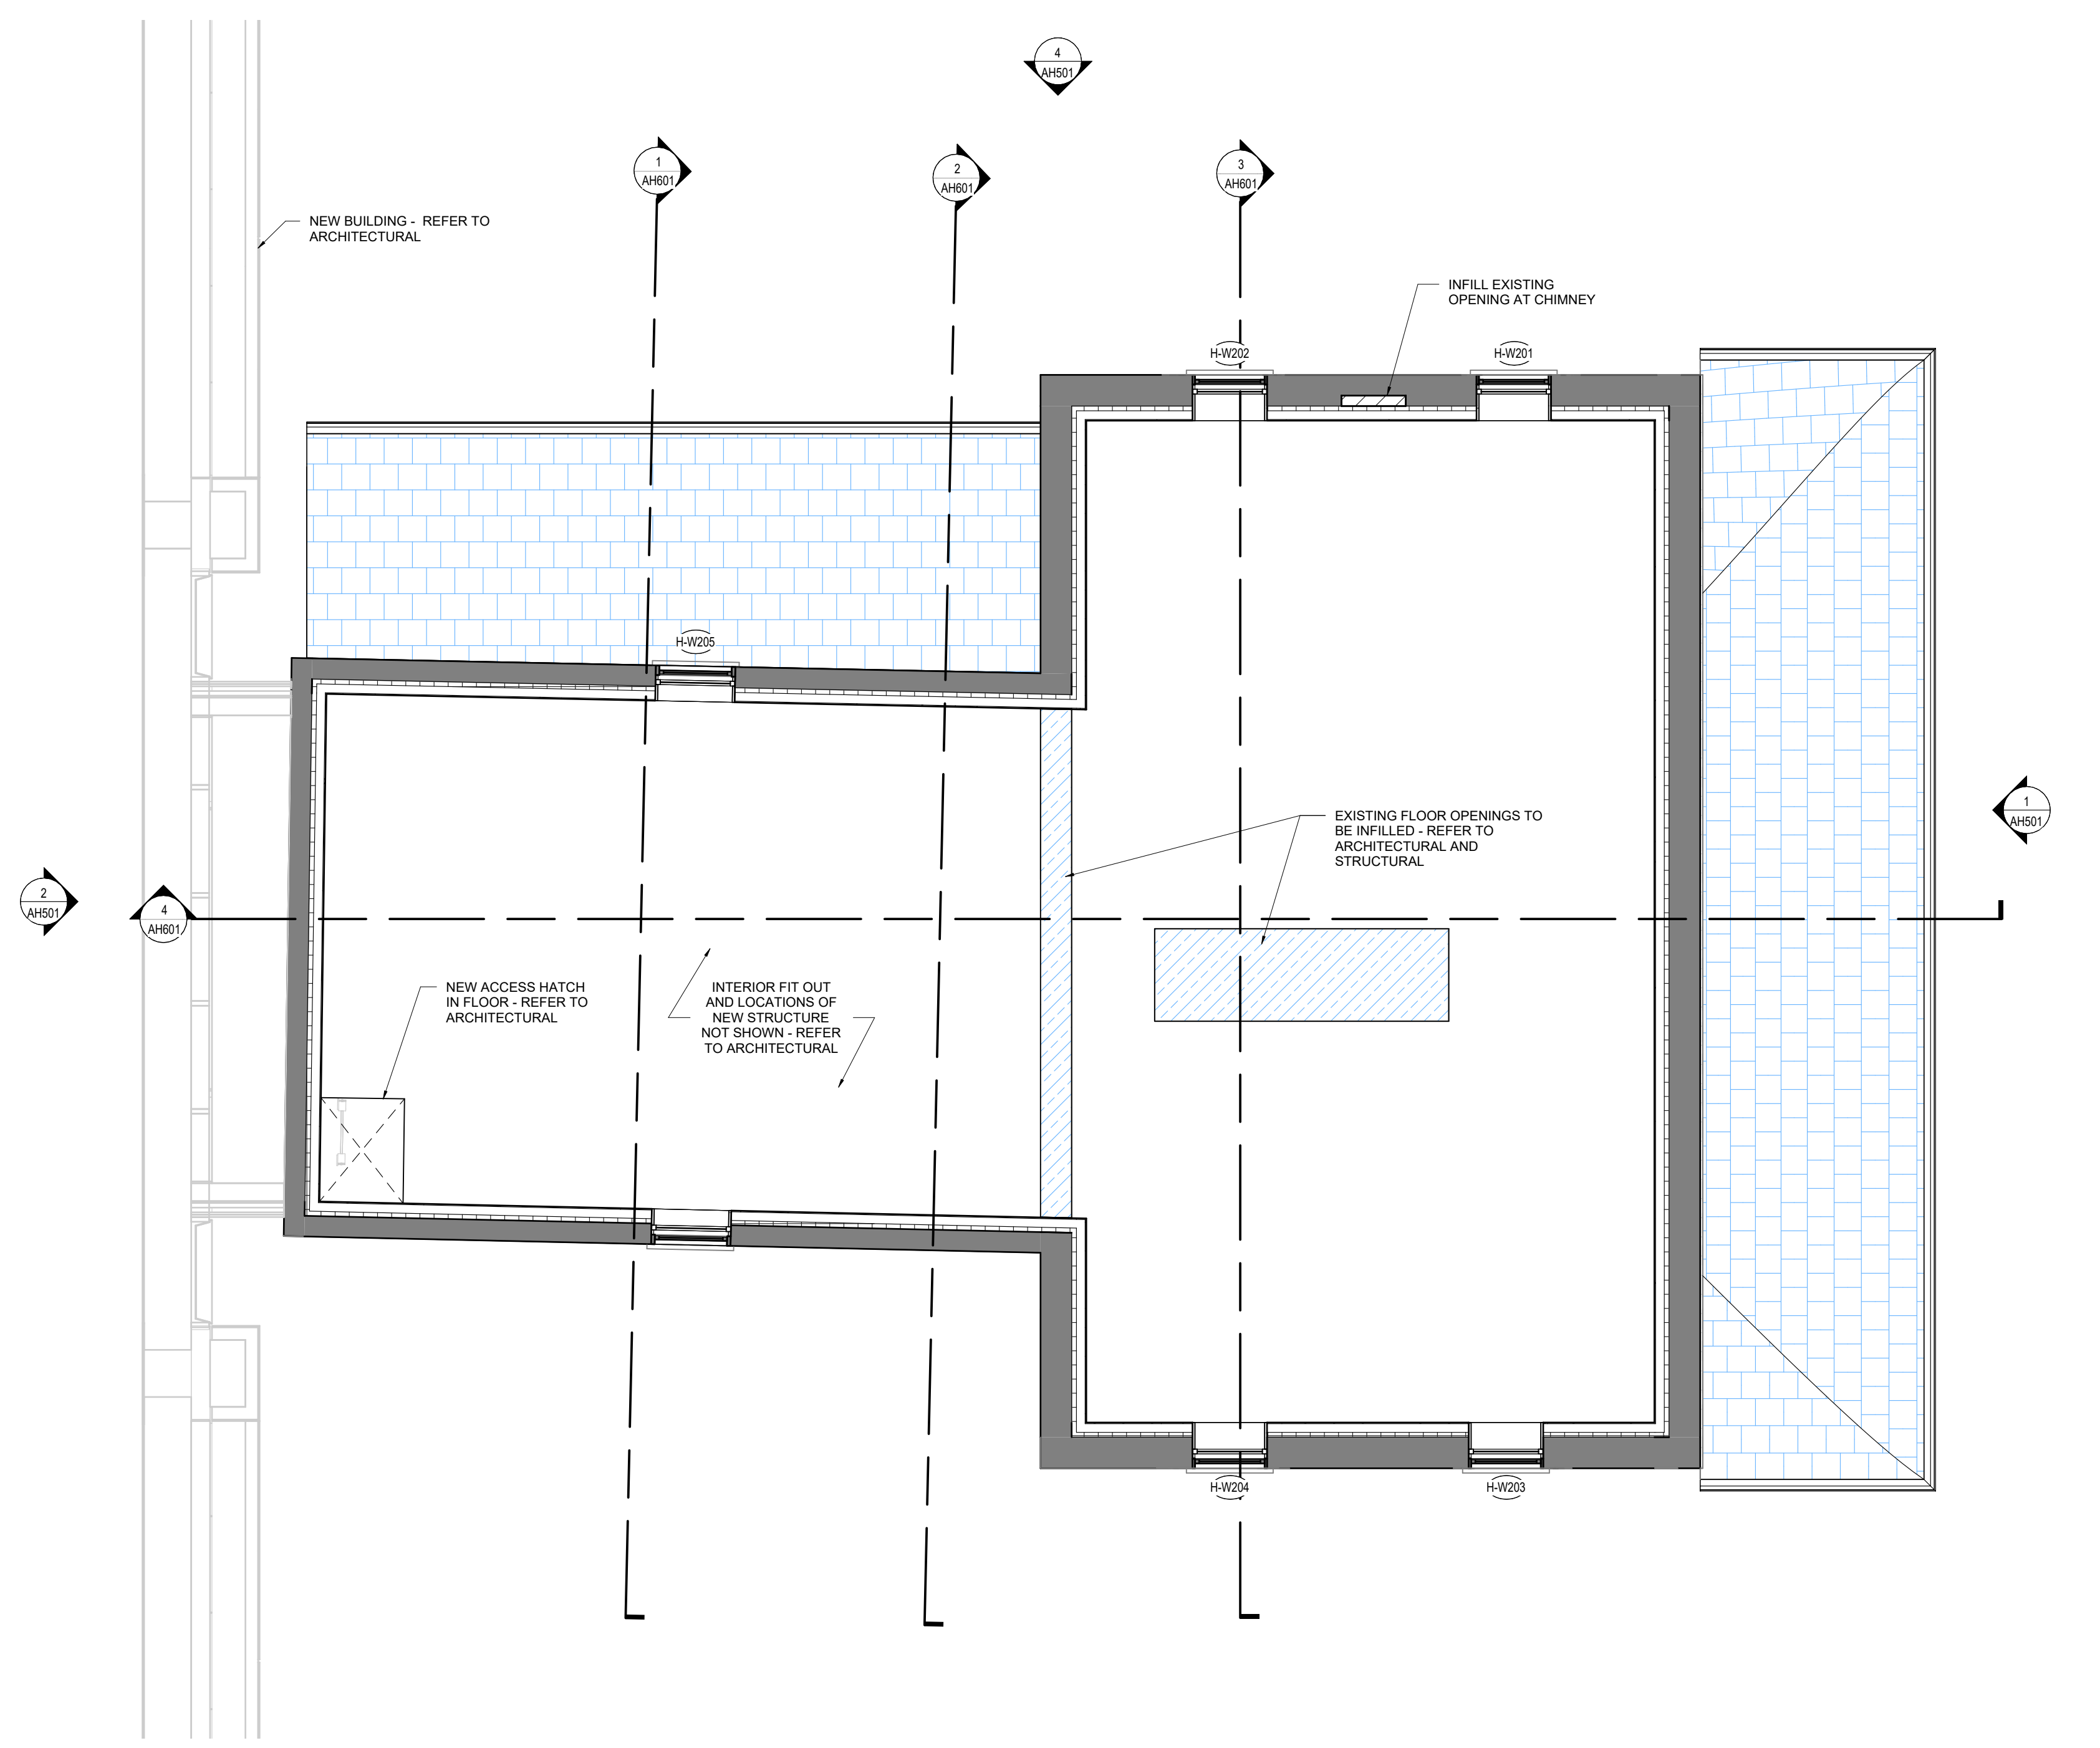 4
AH501
1
AH601
2
AH601
3
AH601
NEW BUILDING - REFER TO
ARCHITECTURAL
INFILL EXISTING
OPENING AT CHIMNEY
H-W202
H-W201
H-W205
EXISTING FLOOR OPENINGS TO
BE INFILLED - REFER TO
ARCHITECTURAL AND
STRUCTURAL
1
AH501
2
AH501
4
AH601
NEW ACCESS HATCH
IN FLOOR - REFER TO
ARCHITECTURAL
INTERIOR FIT OUT
AND LOCATIONS OF
NEW STRUCTURE
NOT SHOWN - REFER
TO ARCHITECTURAL
H-W204
H-W203